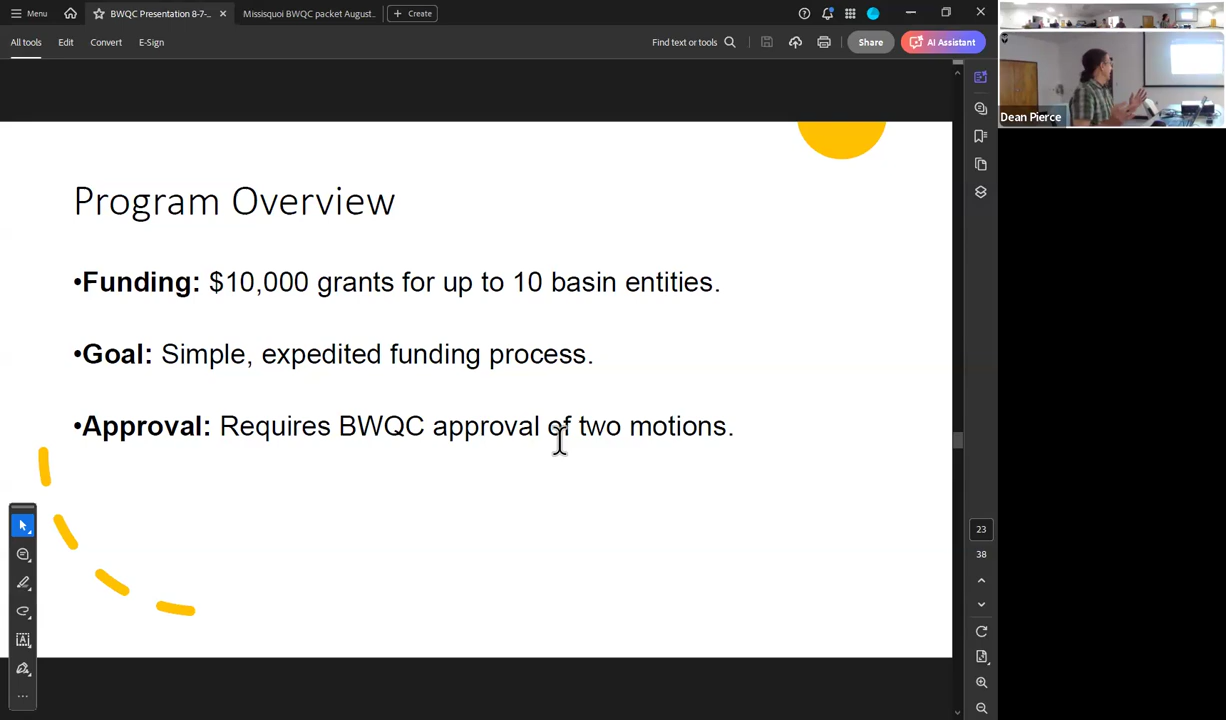 Menu
BWQC Presentation 8-7-...
Missisquoi BWQC packet August...
Create
All tools
Edit
Convert
E-Sign
Find text or tools
Share
AI Assistant
Dean Pierce
Program Overview
•Funding: $10,000 grants for up to 10 basin entities.
•Goal: Simple, expedited funding process.
•Approval: Requires BWQC approval of two motions.
23
38